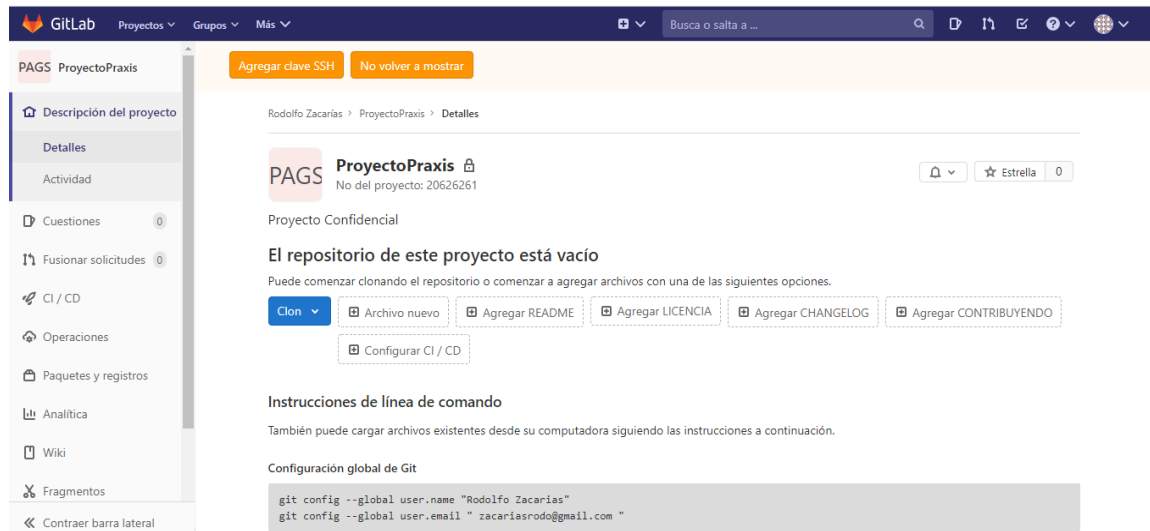 GitLab Proyectos Grupos Más Busca o salta a ...
PAGS ProyectoPraxis
Agregar clave SSH No volver a mostrar
Descripción del proyecto
Detalles
Actividad
Cuestiones 0
Fusionar solicitudes 0
CI / CD
Operaciones
Paquetes y registros
Analítica
Wiki
Fragmentos
Contraer barra lateral
Rodolfo Zacarías > ProyectoPraxis > Detalles
PAGS
ProyectoPraxis
No del proyecto: 20626261
Estrella 0
Proyecto Confidencial
El repositorio de este proyecto está vacío
Puede comenzar clonando el repositorio o comenzar a agregar archivos con una de las siguientes opciones.
Clon Archivo nuevo Agregar README Agregar LICENCIA Agregar CHANGELOG Agregar CONTRIBUYENDO
Configurar CI / CD
Instrucciones de línea de comando
También puede cargar archivos existentes desde su computadora siguiendo las instrucciones a continuación.
Configuración global de Git
git config --global user.name "Rodolfo Zacarias"
git config --global user.email " zacariasrodo@gmail.com "